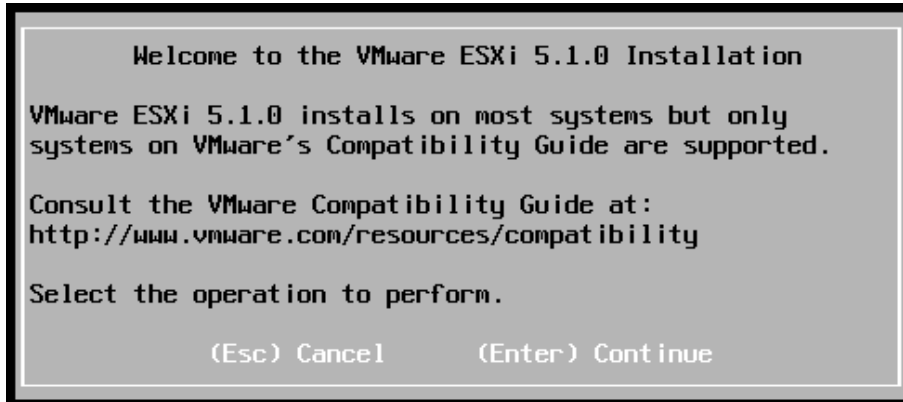 Welcome to the VMware ESXi 5.1.0 Installation
VMware ESXi 5.1.0 installs on most systems but only
systems on VMware's Compatibility Guide are supported.
Consult the VMware Compatibility Guide at:
http://www.vmware.com/resources/compatibility
Select the operation to perform.
(Esc) Cancel (Enter) Continue